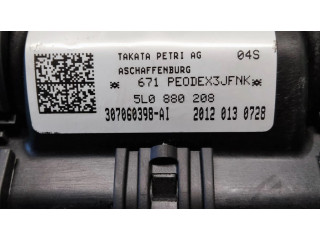 TAKATA PETRI AG 04S
ASCHAFFENBURG
* 671 PEODEX3JFNK*
5L0 880 208
307060398-AI 2012 013 0728